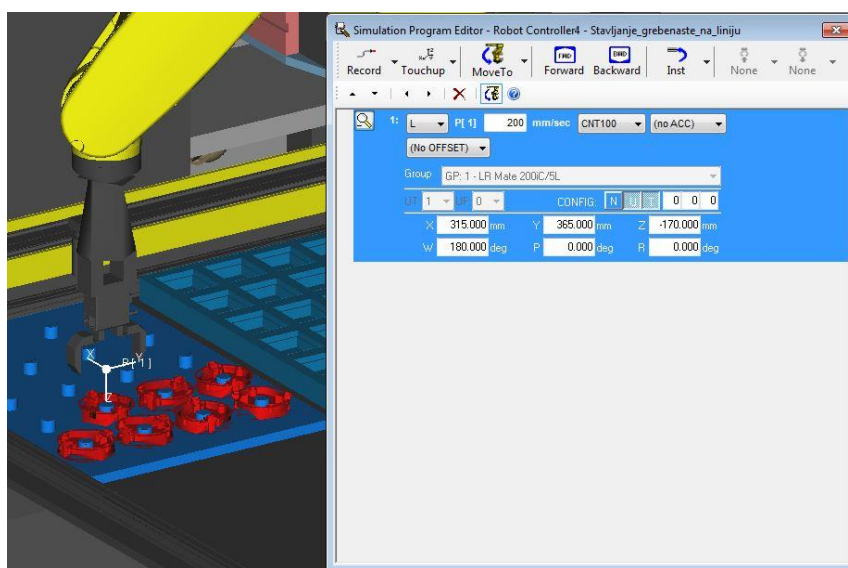 Simulation Program Editor - Robot Controller4 - Stavljanje_grebenaste_na_liniju
Record Touchup MoveTo FWD Forward BWD Backward Inst None None
1: L P[ 1] 200 mm/sec CNT100 (no ACC)
(No OFFSET)
Group GP: 1 - LR Mate 200iC/5L
UT 1 UF 0 CONFIG: N U T 0 0 0
X 315.000 mm Y 365.000 mm Z -170.000 mm
W 180.000 deg P 0.000 deg R 0.000 deg
X P[ 1] Y
Z